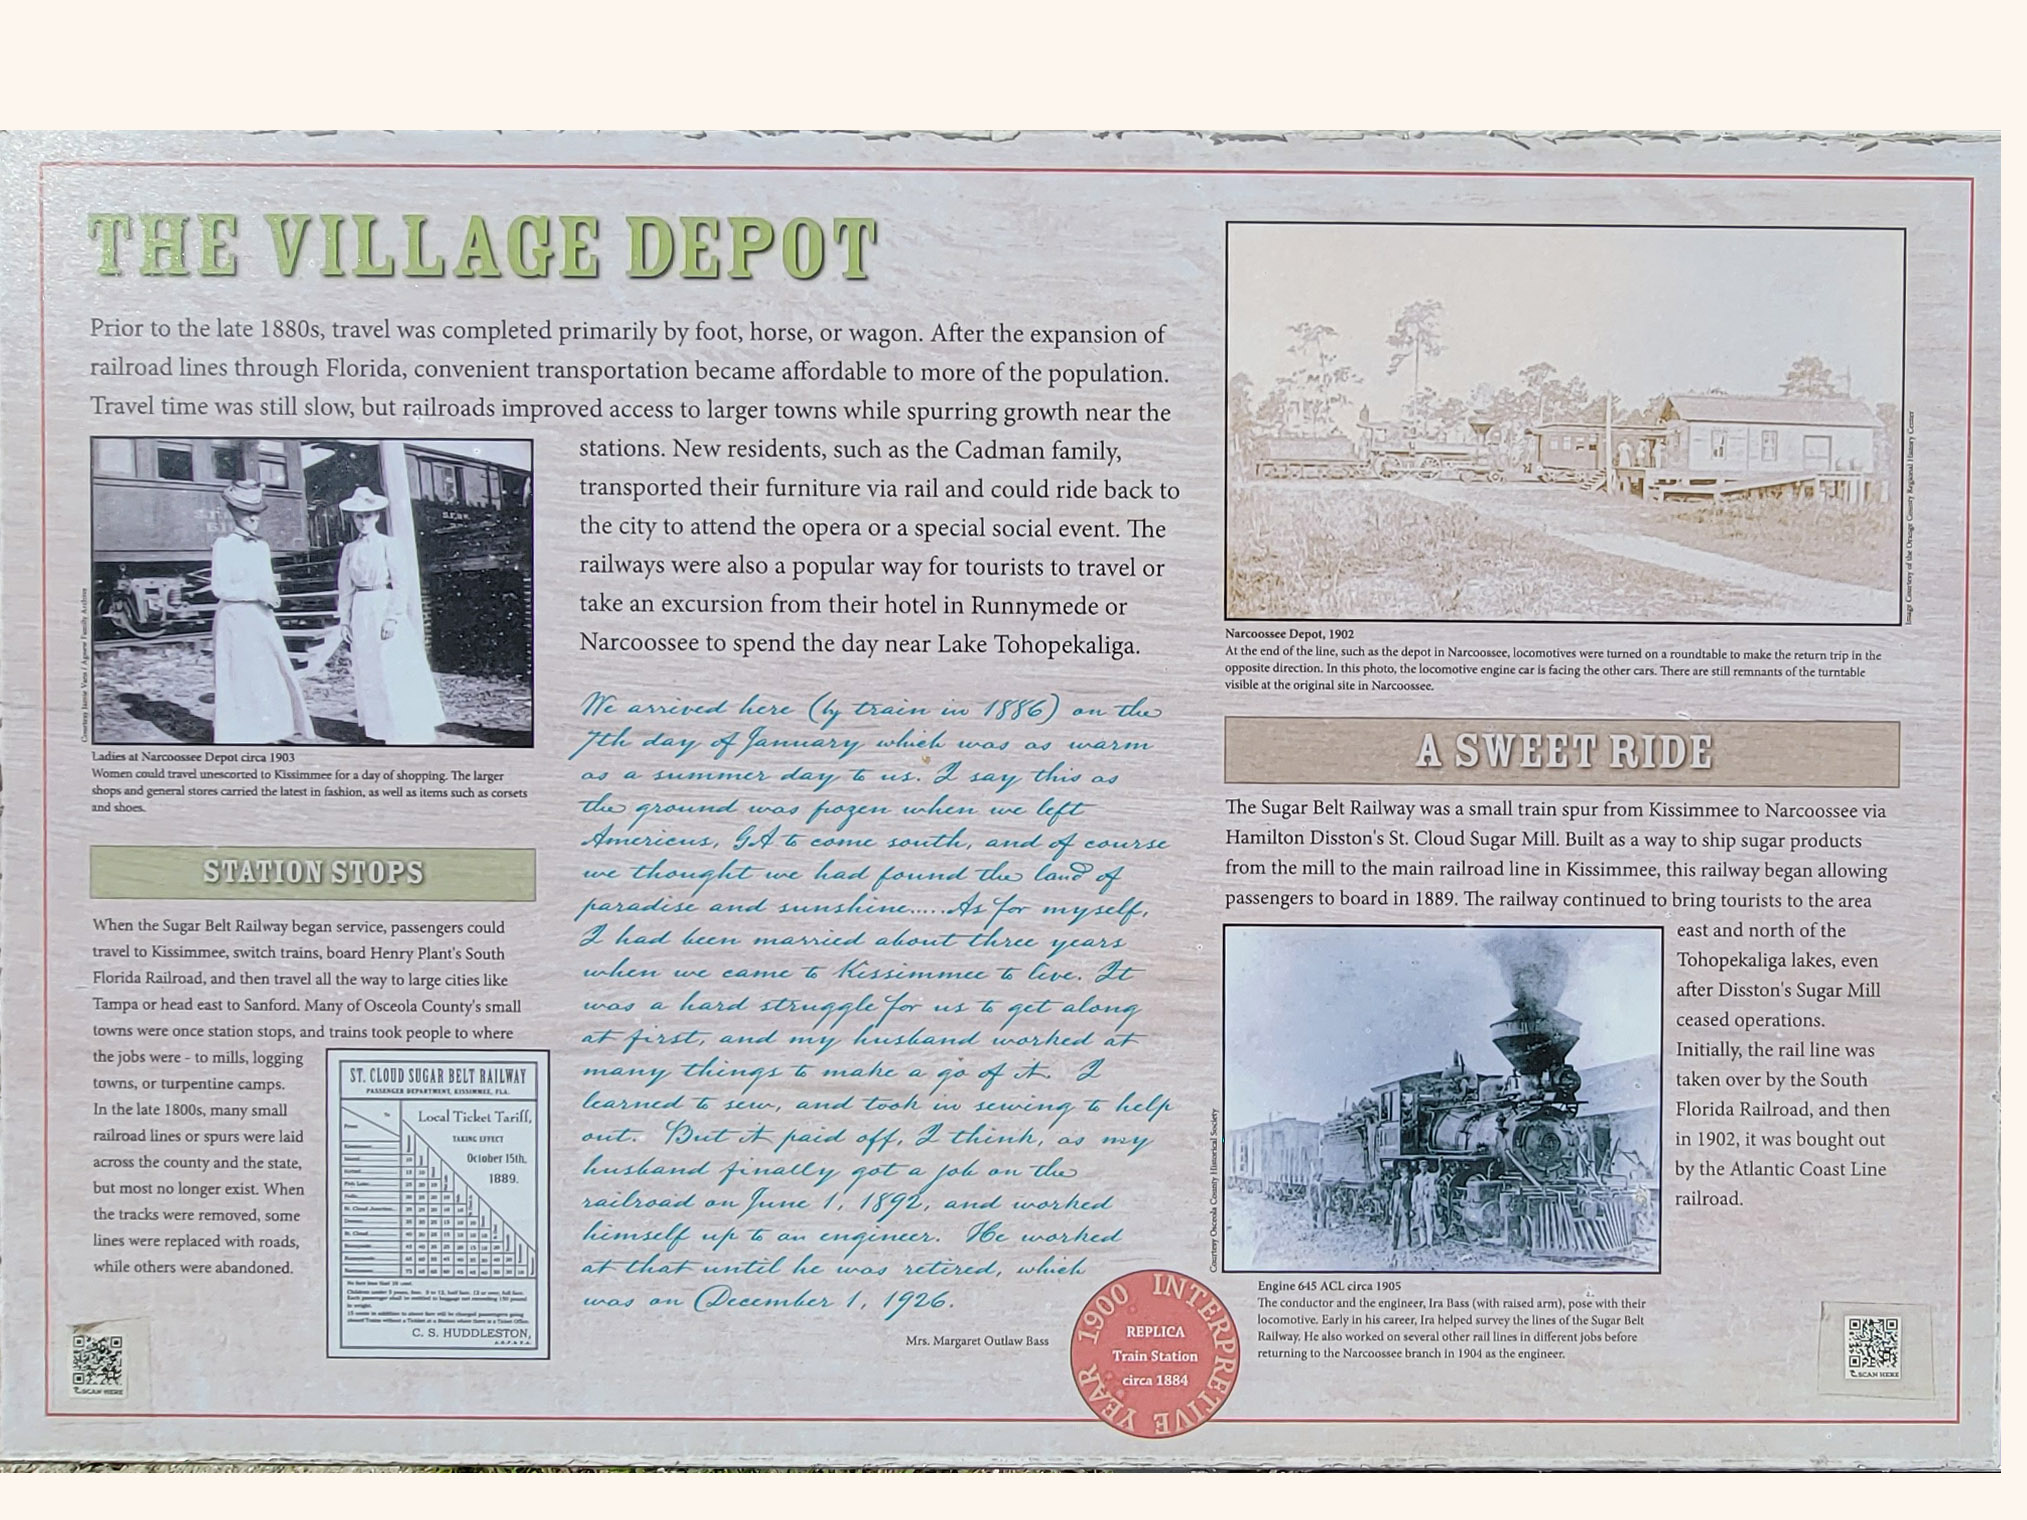 THE VILLAGE DEPOT
Prior to the late 1880s, travel was completed primarily by foot, horse, or wagon. After the expansion of
railroad lines through Florida, convenient transportation became affordable to more of the population.
Travel time was still slow, but railroads improved access to larger towns while spurring growth near the
stations. New residents, such as the Cadman family,
transported their furniture via rail and could ride back to
the city to attend the opera or a special social event. The
railways were also a popular way for tourists to travel or
take an excursion from their hotel in Runnymede or
Narcoossee to spend the day near Lake Tohopekaliga.
Ladies at Narcoossee Depot circa 1903
Women could travel unescorted to Kissimmee for a day of shopping. The larger
shops and general stores carried the latest in fashion, as well as items such as corsets
and shoes.
STATION STOPS
When the Sugar Belt Railway began service, passengers could
travel to Kissimmee, switch trains, board Henry Plant's South
Florida Railroad, and then travel all the way to large cities like
Tampa or head east to Sanford. Many of Osceola County's small
towns were once station stops, and trains took people to where
the jobs were - to mills, logging
towns, or turpentine camps.
In the late 1800s, many small
railroad lines or spurs were laid
across the county and the state,
but most no longer exist. When
the tracks were removed, some
lines were replaced with roads,
while others were abandoned.
ST. CLOUD SUGAR BELT RAILWAY
PASSENGER DEPARTMENT, KISSIMMEE, FLA.
Local Ticket Tariff,
TAKING EFFECT
October 15th,
1889.
C. S. HUDDLESTON,
SCAN HERE
We arrived here (by train in 1886) on the
7th day of January which was as warm
as a summer day to us. I say this as
the ground was frozen when we left
Americus, GA to come south, and of course
we thought we had found the land of
paradise and sunshine.....As for myself,
I had been married about three years
when we came to Kissimmee to live. It
was a hard struggle for us to get along
at first, and my husband worked at
many things to make a go of it. I
learned to sew, and took in sewing to help
out. But it paid off, I think, as my
husband finally got a job on the
railroad on June 1, 1892, and worked
himself up to an engineer. He worked
at that until he was retired, which
was on December 1, 1926.
Mrs. Margaret Outlaw Bass
1900 INTERPRETIVE YEAR
REPLICA
Train Station
circa 1884
Image Courtesy of the Orange County Regional History Center
Narcoossee Depot, 1902
At the end of the line, such as the depot in Narcoossee, locomotives were turned on a roundtable to make the return trip in the
opposite direction. In this photo, the locomotive engine car is facing the other cars. There are still remnants of the turntable
visible at the original site in Narcoossee.
A SWEET RIDE
The Sugar Belt Railway was a small train spur from Kissimmee to Narcoossee via
Hamilton Disston's St. Cloud Sugar Mill. Built as a way to ship sugar products
from the mill to the main railroad line in Kissimmee, this railway began allowing
passengers to board in 1889. The railway continued to bring tourists to the area
east and north of the
Tohopekaliga lakes, even
after Disston's Sugar Mill
ceased operations.
Initially, the rail line was
taken over by the South
Florida Railroad, and then
in 1902, it was bought out
by the Atlantic Coast Line
railroad.
Courtesy Osceola County Historical Society
Engine 645 ACL circa 1905
The conductor and the engineer, Ira Bass (with raised arm), pose with their
locomotive. Early in his career, Ira helped survey the lines of the Sugar Belt
Railway. He also worked on several other rail lines in different jobs before
returning to the Narcoossee branch in 1904 as the engineer.
SCAN HERE